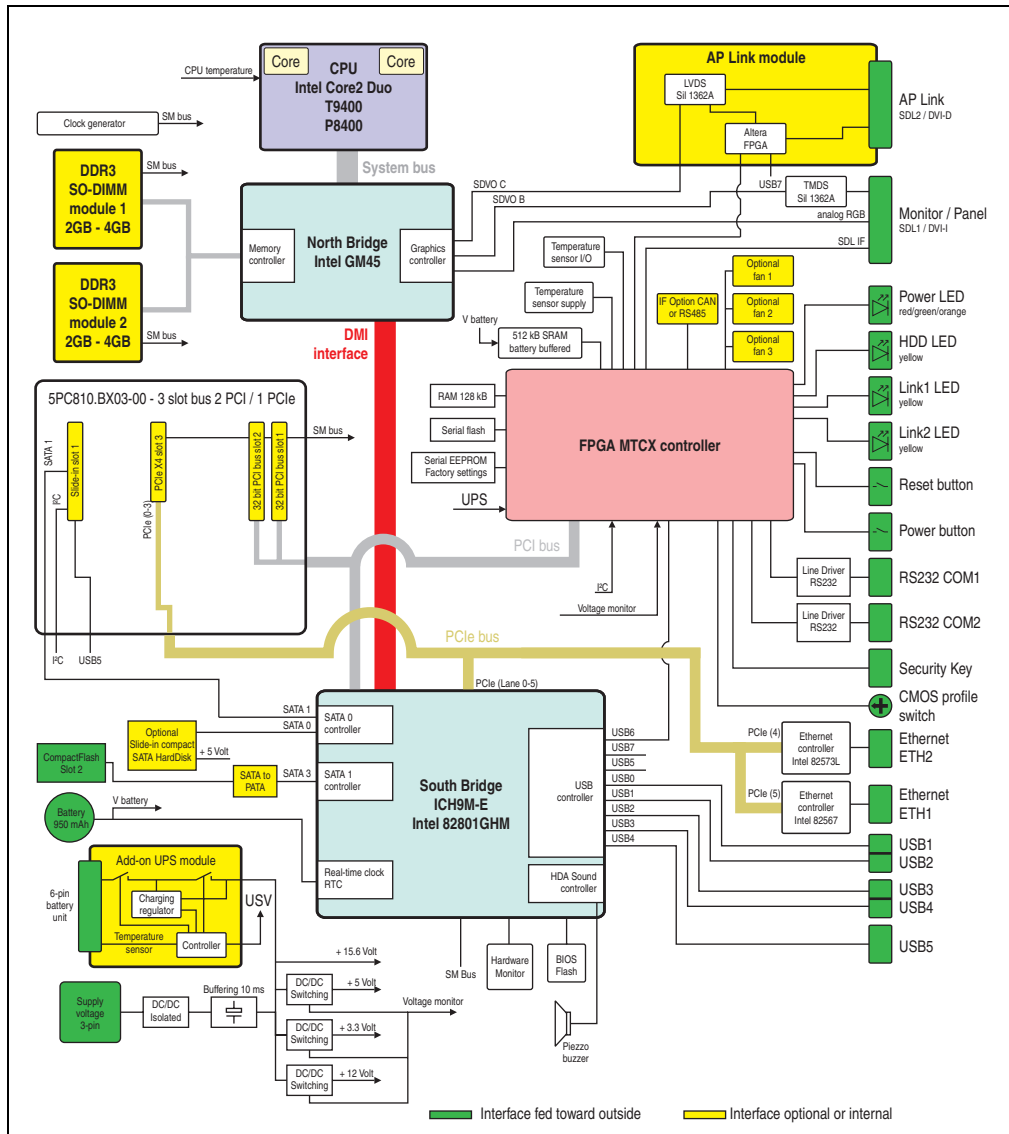 Core
Core
CPU
Intel Core2 Duo
T9400
P8400
CPU temperature
Clock generator
SM bus
DDR3
SO-DIMM
module 1
2GB - 4GB
SM bus
DDR3
SO-DIMM
module 2
2GB - 4GB
SM bus
System bus
Memory
controller
North Bridge
Intel GM45
Graphics
controller
DMI
interface
SDVO C
SDVO B
analog RGB
SDL IF
USB7
AP Link module
LVDS
Sil 1362A
Altera
FPGA
AP Link
SDL2 / DVI-D
TMDS
Sil 1362A
Monitor / Panel
SDL1 / DVI-I
Temperature
sensor I/O
Temperature
sensor supply
V battery
512 kB SRAM
battery buffered
IF Option CAN
or RS485
Optional
fan 1
Optional
fan 2
Optional
fan 3
RAM 128 kB
Serial flash
Serial EEPROM
Factory settings
UPS
FPGA MTCX controller
Power LED
red/green/orange
HDD LED
yellow
Link1 LED
yellow
Link2 LED
yellow
Reset button
Power button
Line Driver
RS232
RS232 COM1
Line Driver
RS232
RS232 COM2
Security Key
CMOS profile
switch
5PC810.BX03-00 - 3 slot bus 2 PCI / 1 PCIe
SATA 1
Slide-in slot 1
I²C
PCIe X4 slot 3
PCIe (0-3)
32 bit PCI bus slot 2
32 bit PCI bus slot 1
SM bus
I²C
USB5
PCI bus
I²C
Voltage monitor
PCIe bus
PCIe (Lane 0-5)
PCIe (4)
Ethernet
controller
Intel 82573L
Ethernet
ETH2
PCIe (5)
Ethernet
controller
Intel 82567
Ethernet
ETH1
SATA 1
SATA 0
SATA 0
controller
Optional
Slide-in compact
SATA HardDisk
+ 5 Volt
CompactFlash
Slot 2
SATA to
PATA
SATA 3
SATA 1
controller
South Bridge
ICH9M-E
Intel 82801GHM
USB
controller
USB6
USB7
USB5
USB0
USB1
USB2
USB3
USB4
HDA Sound
controller
Real-time clock
RTC
Battery
950 mAh
V battery
USB1
USB2
USB3
USB4
USB5
Add-on UPS module
6-pin
battery
unit
Charging
regulator
Temperature
sensor
Controller
USV
SM Bus
Hardware
Monitor
BIOS
Flash
Piezzo
buzzer
Supply
voltage
3-pin
DC/DC
Isolated
Buffering 10 ms
+ 15.6 Volt
DC/DC
Switching
+ 5 Volt
Voltage monitor
DC/DC
Switching
+ 3.3 Volt
DC/DC
Switching
+ 12 Volt
Interface fed toward outside
Interface optional or internal